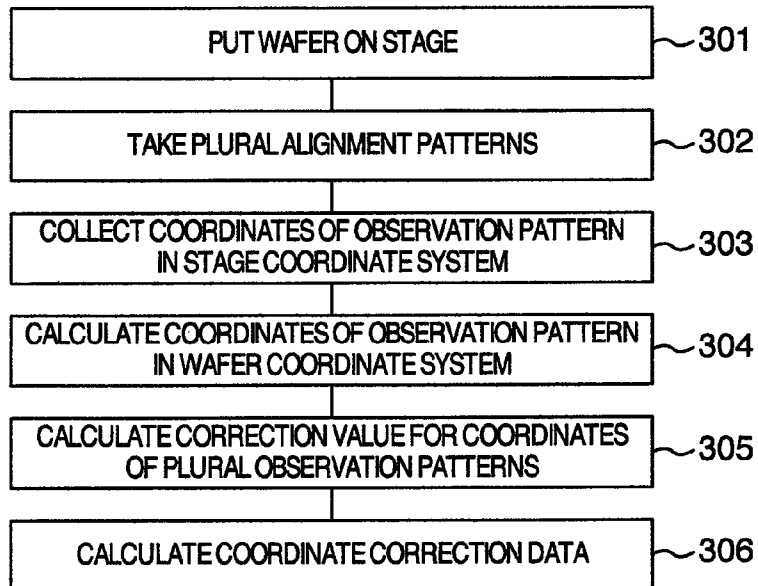 PUT WAFER ON STAGE
301
TAKE PLURAL ALIGNMENT PATTERNS
302
COLLECT COORDINATES OF OBSERVATION PATTERN
IN STAGE COORDINATE SYSTEM
303
CALCULATE COORDINATES OF OBSERVATION PATTERN
IN WAFER COORDINATE SYSTEM
304
CALCULATE CORRECTION VALUE FOR COORDINATES
OF PLURAL OBSERVATION PATTERNS
305
CALCULATE COORDINATE CORRECTION DATA
306